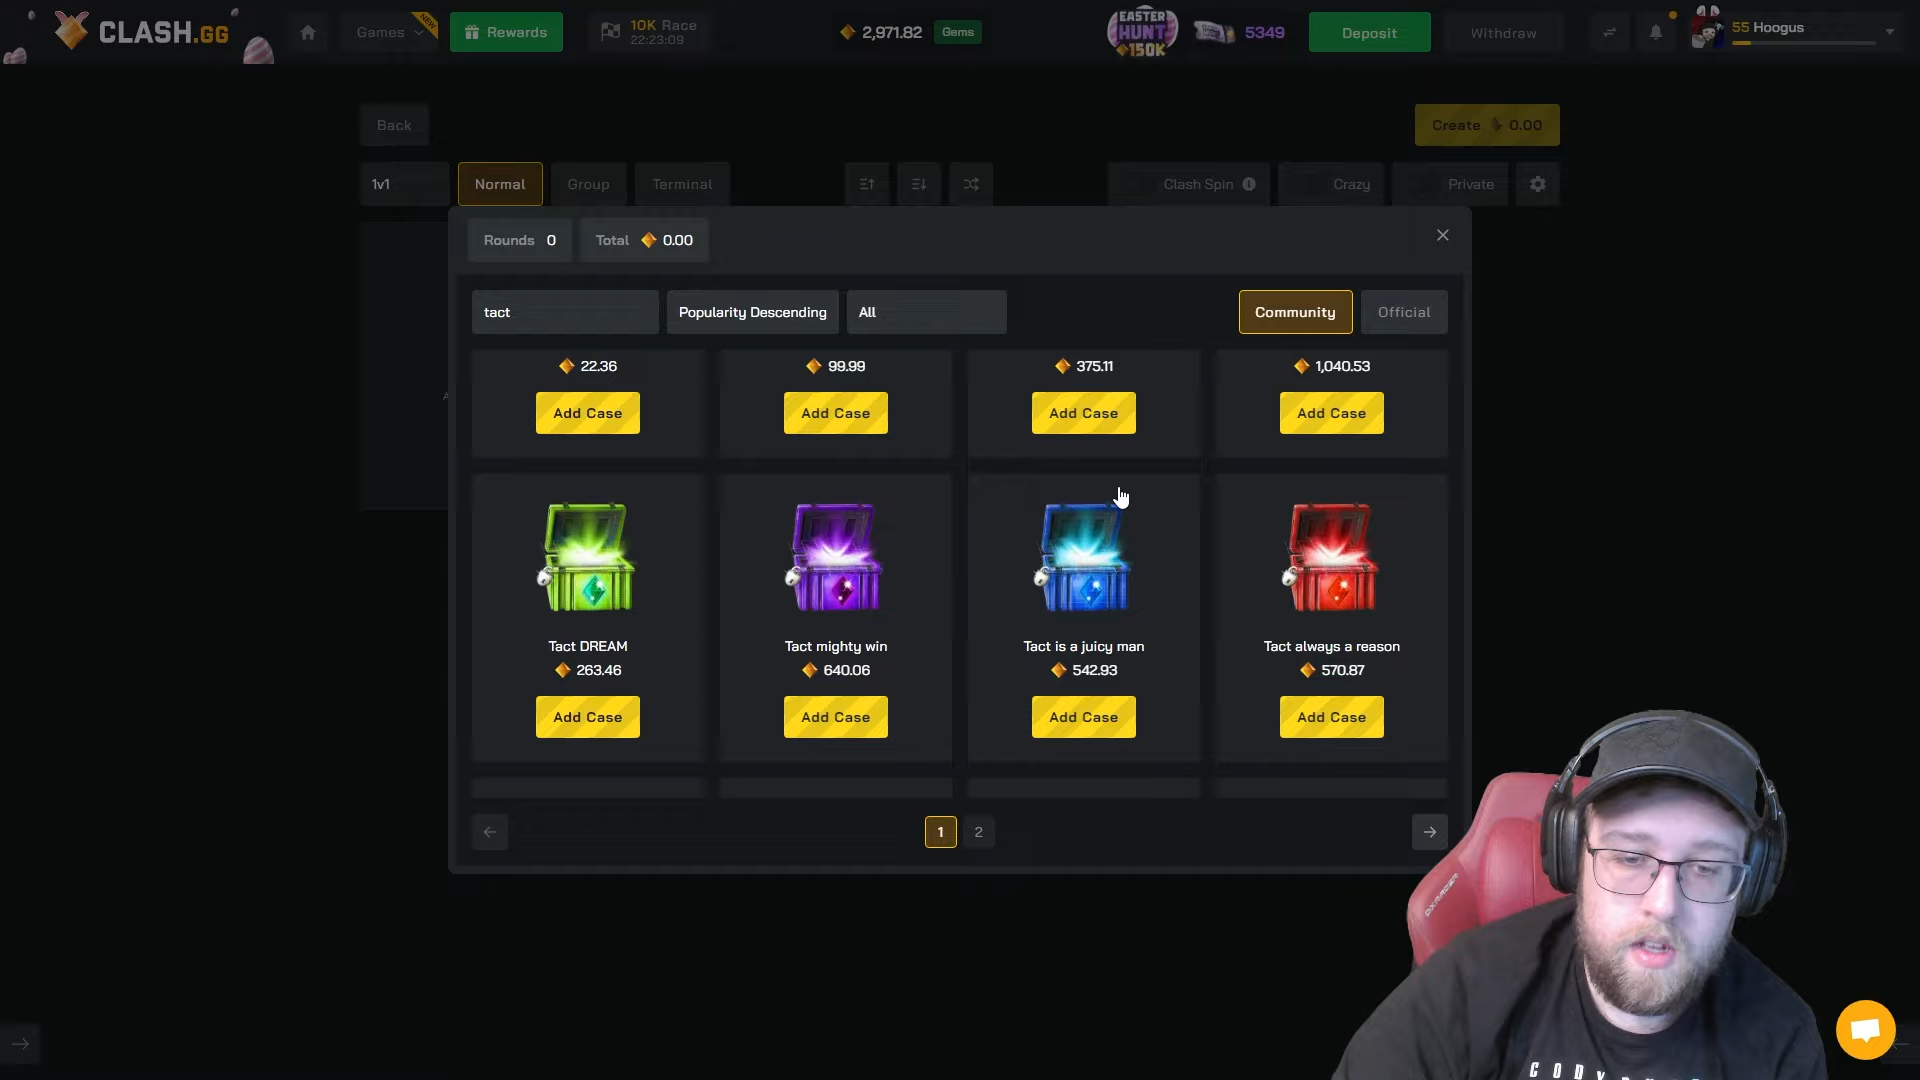 CLASH.GG
Games
NEW
Rewards
10K Race
22:23:09
2,971.82
Gems
EASTER
HUNT
150K
5349
Deposit
Withdraw
55 Hoogus
Back
Create 0.00
1v1
Normal
Group
Terminal
Clash Spin
Crazy
Private
Rounds 0
Total 0.00
tact
Popularity Descending
All
Community
Official
22.36
99.99
375.11
1,040.53
Add Case
Add Case
Add Case
Add Case
Tact DREAM
Tact mighty win
Tact is a juicy man
Tact always a reason
263.46
640.06
542.93
570.87
Add Case
Add Case
Add Case
Add Case
1
2
DXRACER